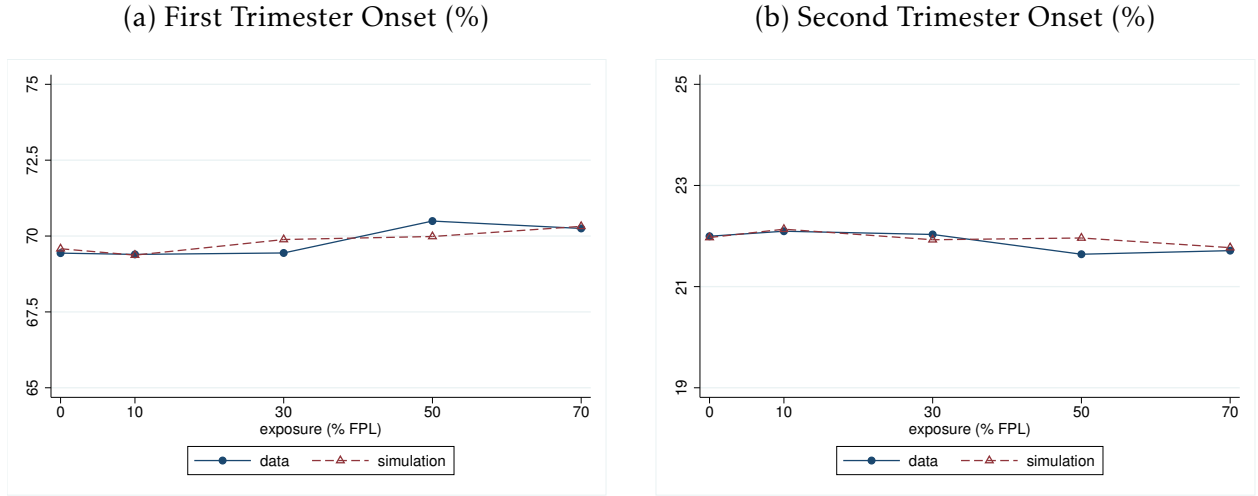 (a) First Trimester Onset (%)
75
72.5
70
67.5
65
0 10 30 50 70
exposure (% FPL)
data simulation
(b) Second Trimester Onset (%)
25
23
21
19
0 10 30 50 70
exposure (% FPL)
data simulation